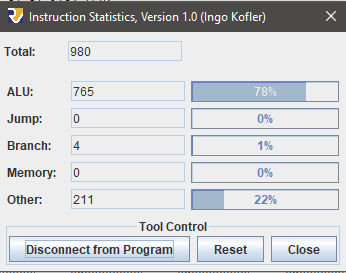 Instruction Statistics, Version 1.0 (Ingo Kofler)
Total: 980
ALU: 765 78%
Jump: 0 0%
Branch: 4 1%
Memory: 0 0%
Other: 211 22%
Tool Control
Disconnect from Program Reset Close